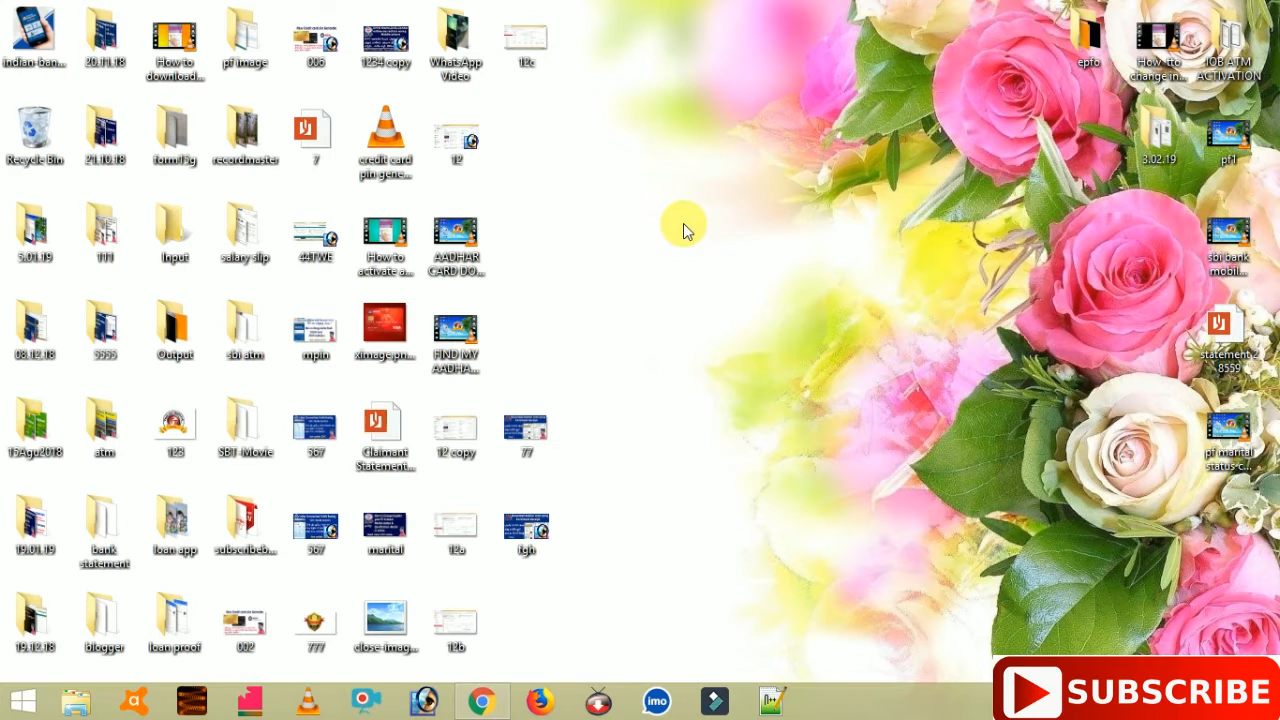 indian-ban...
20.11.18
How to
download...
pf image
006
1234 copy
WhatsApp
Video
12c
epfo
How tto
change in...
IOB ATM
ACTIVATION
Recycle Bin
21.10.18
form15g
recordmaster
7
credit card
pin gene...
12
3.02.19
pf1
5.01.19
111
Input
salary slip
44TWE
How to
activate a...
AADHAR
CARD DO...
sbi bank
mobil...
08.12.18
5555
Output
sbi atm
mpin
ximage.pn...
FIND MY
AADHA...
statement 2
8559
15Agu2018
atm
123
SBT-Movie
567
Claimant
Statement...
12 copy
77
pf marital
status c...
19.01.19
bank
statement
loan app
subscribeb...
567
marital
12a
fgh
19.12.18
blogger
loan proof
002
777
close-imag...
12b
imo
SUBSCRIBE